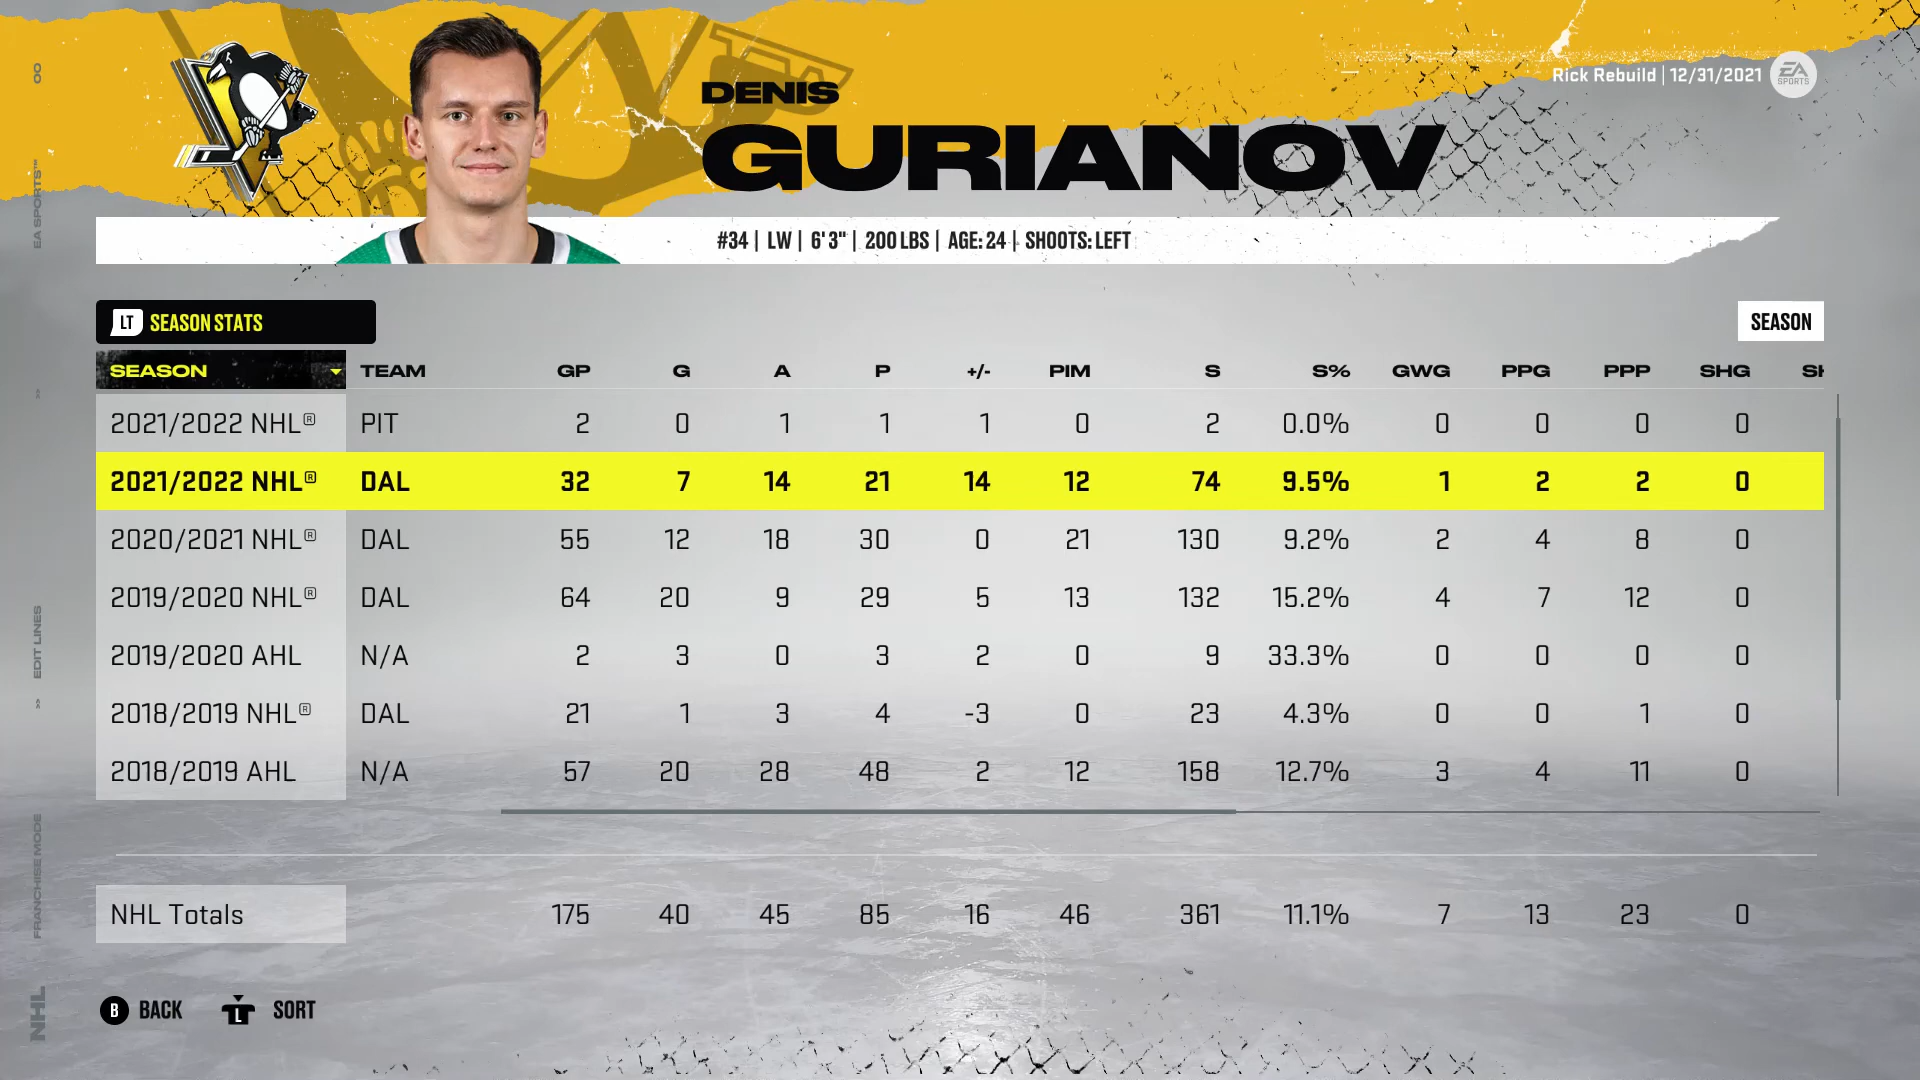 DENIS
GURIANOV
Rick Rebuild | 12/31/2021
EA SPORTS
#34 | LW | 6'3" | 200 LBS | AGE: 24 | SHOOTS: LEFT
LT SEASON STATS
SEASON
SEASON TEAM GP G A P +/- PIM S S% GWG PPG PPP SHG
2021/2022 NHL® PIT 2 0 1 1 1 0 2 0.0% 0 0 0 0
2021/2022 NHL® DAL 32 7 14 21 14 12 74 9.5% 1 2 2 0
2020/2021 NHL® DAL 55 12 18 30 0 21 130 9.2% 2 4 8 0
2019/2020 NHL® DAL 64 20 9 29 5 13 132 15.2% 4 7 12 0
2019/2020 AHL N/A 2 3 0 3 2 0 9 33.3% 0 0 0 0
2018/2019 NHL® DAL 21 1 3 4 -3 0 23 4.3% 0 0 1 0
2018/2019 AHL N/A 57 20 28 48 2 12 158 12.7% 3 4 11 0
NHL Totals 175 40 45 85 16 46 361 11.1% 7 13 23 0
B BACK L SORT
NHL FRANCHISE MODE >> EDIT LINES >> EA SPORTS™